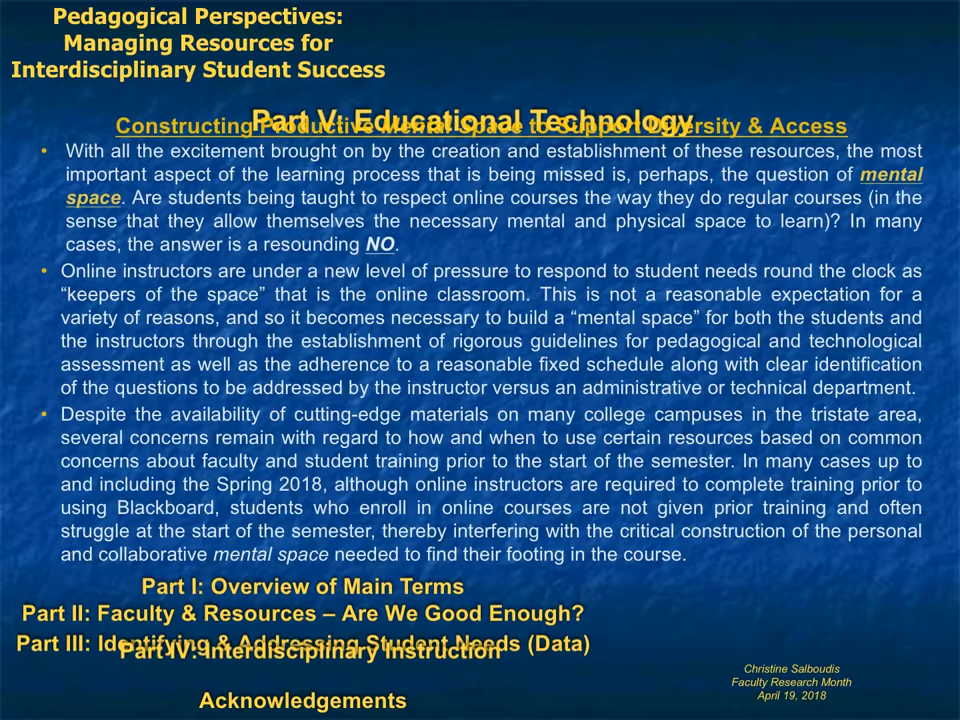 Pedagogical Perspectives:
Managing Resources for
Interdisciplinary Student Success
Part V: Educational Technology
Constructing Productive Mental Space to Support Diversity & Access
• With all the excitement brought on by the creation and establishment of these resources, the most
important aspect of the learning process that is being missed is, perhaps, the question of mental
space. Are students being taught to respect online courses the way they do regular courses (in the
sense that they allow themselves the necessary mental and physical space to learn)? In many
cases, the answer is a resounding NO.
• Online instructors are under a new level of pressure to respond to student needs round the clock as
“keepers of the space” that is the online classroom. This is not a reasonable expectation for a
variety of reasons, and so it becomes necessary to build a “mental space” for both the students and
the instructors through the establishment of rigorous guidelines for pedagogical and technological
assessment as well as the adherence to a reasonable fixed schedule along with clear identification
of the questions to be addressed by the instructor versus an administrative or technical department.
• Despite the availability of cutting-edge materials on many college campuses in the tristate area,
several concerns remain with regard to how and when to use certain resources based on common
concerns about faculty and student training prior to the start of the semester. In many cases up to
and including the Spring 2018, although online instructors are required to complete training prior to
using Blackboard, students who enroll in online courses are not given prior training and often
struggle at the start of the semester, thereby interfering with the critical construction of the personal
and collaborative mental space needed to find their footing in the course.
Part I: Overview of Main Terms
Part II: Faculty & Resources – Are We Good Enough?
Part III: Identifying & Addressing Student Needs (Data)
Part IV: Interdisciplinary Instruction
Acknowledgements
Christine Salboudis
Faculty Research Month
April 19, 2018